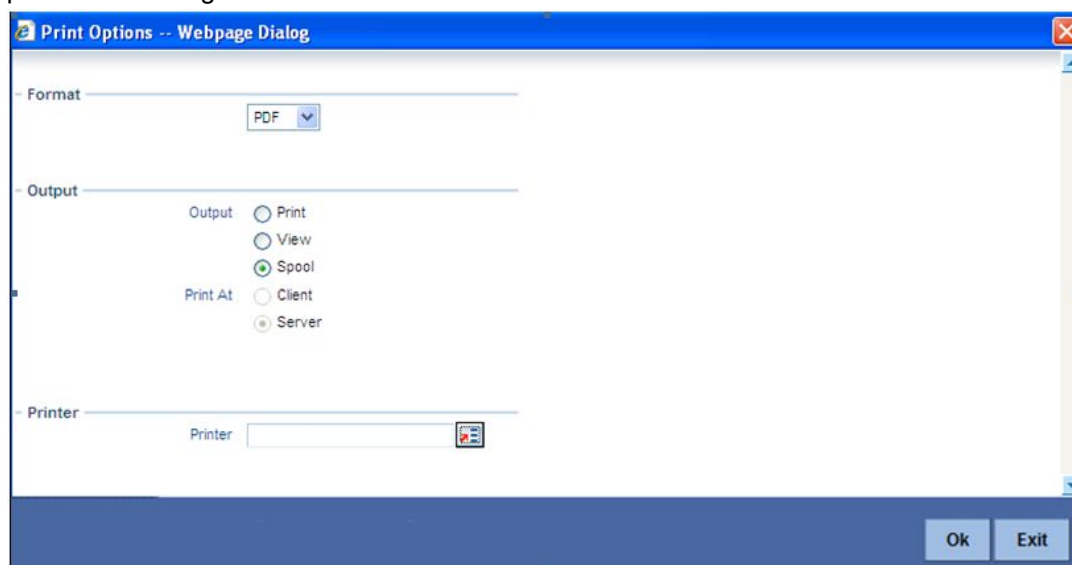 Print Options -- Webpage Dialog
Format
PDF
Output
Output Print
View
Spool
Print At Client
Server
Printer
Printer
Ok Exit